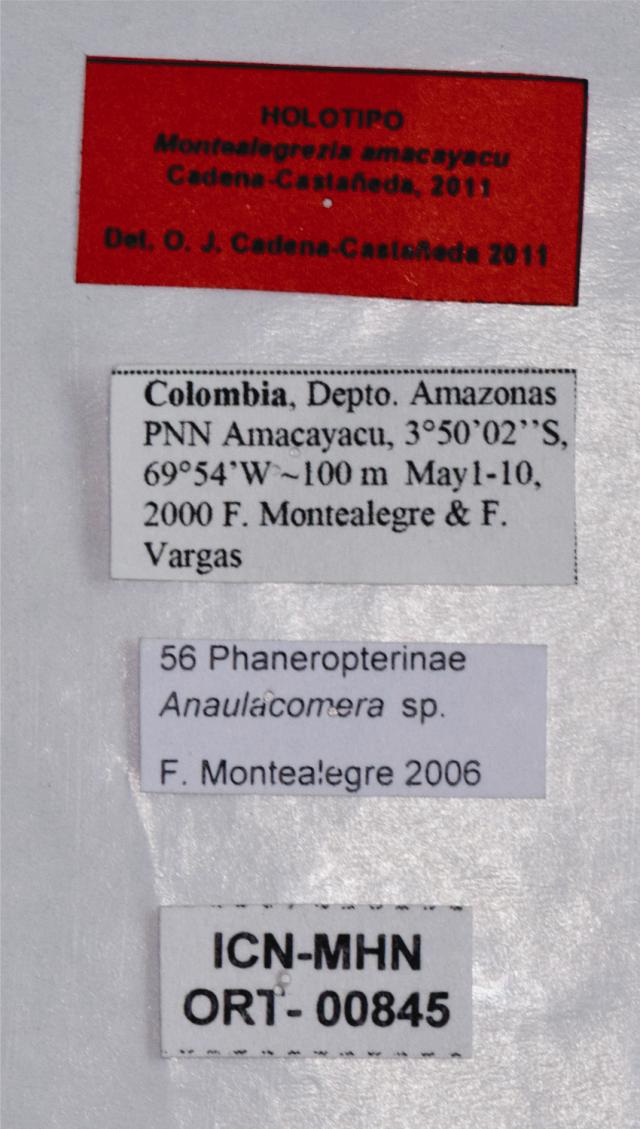 HOLOTIPO
Montealegrezia amacayacu
Cadena-Castañeda, 2011
Det. O. J. Cadena-Castañeda 2011
Colombia, Depto. Amazonas
PNN Amacayacu, 3°50'02''S,
69°54'W ~100 m May1-10,
2000 F. Montealegre & F.
Vargas
56 Phaneropterinae
Anaulacomera sp.
F. Montealegre 2006
ICN-MHN
ORT- 00845